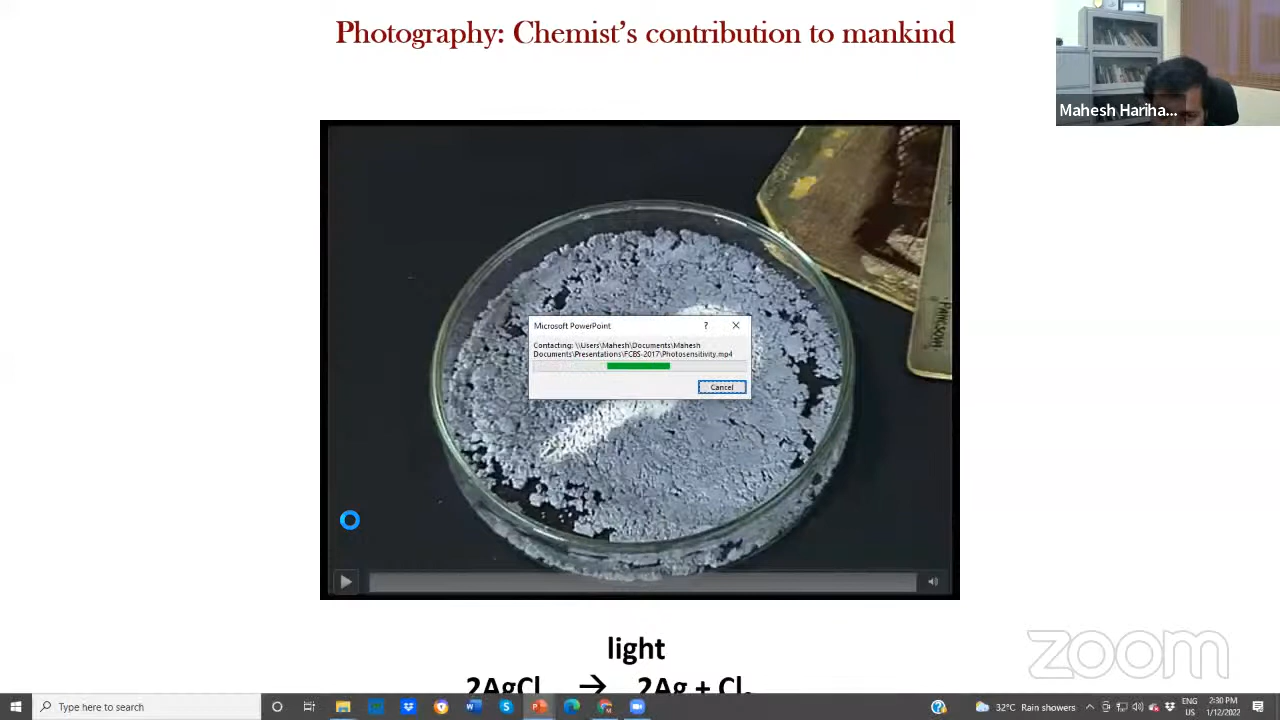 Photography: Chemist's contribution to mankind
Mahesh Hariha...
Microsoft PowerPoint
?
Contacting: \\Users\Mahesh\Documents\Mahesh
Documents\Presentations\FCBS-2017\Photosensitivity.mp4
Cancel
light
2AgCl → 2Ag + Cl₂
zoom
Type here to search
32°C Rain showers
ENG
US
2:30 PM
1/12/2022